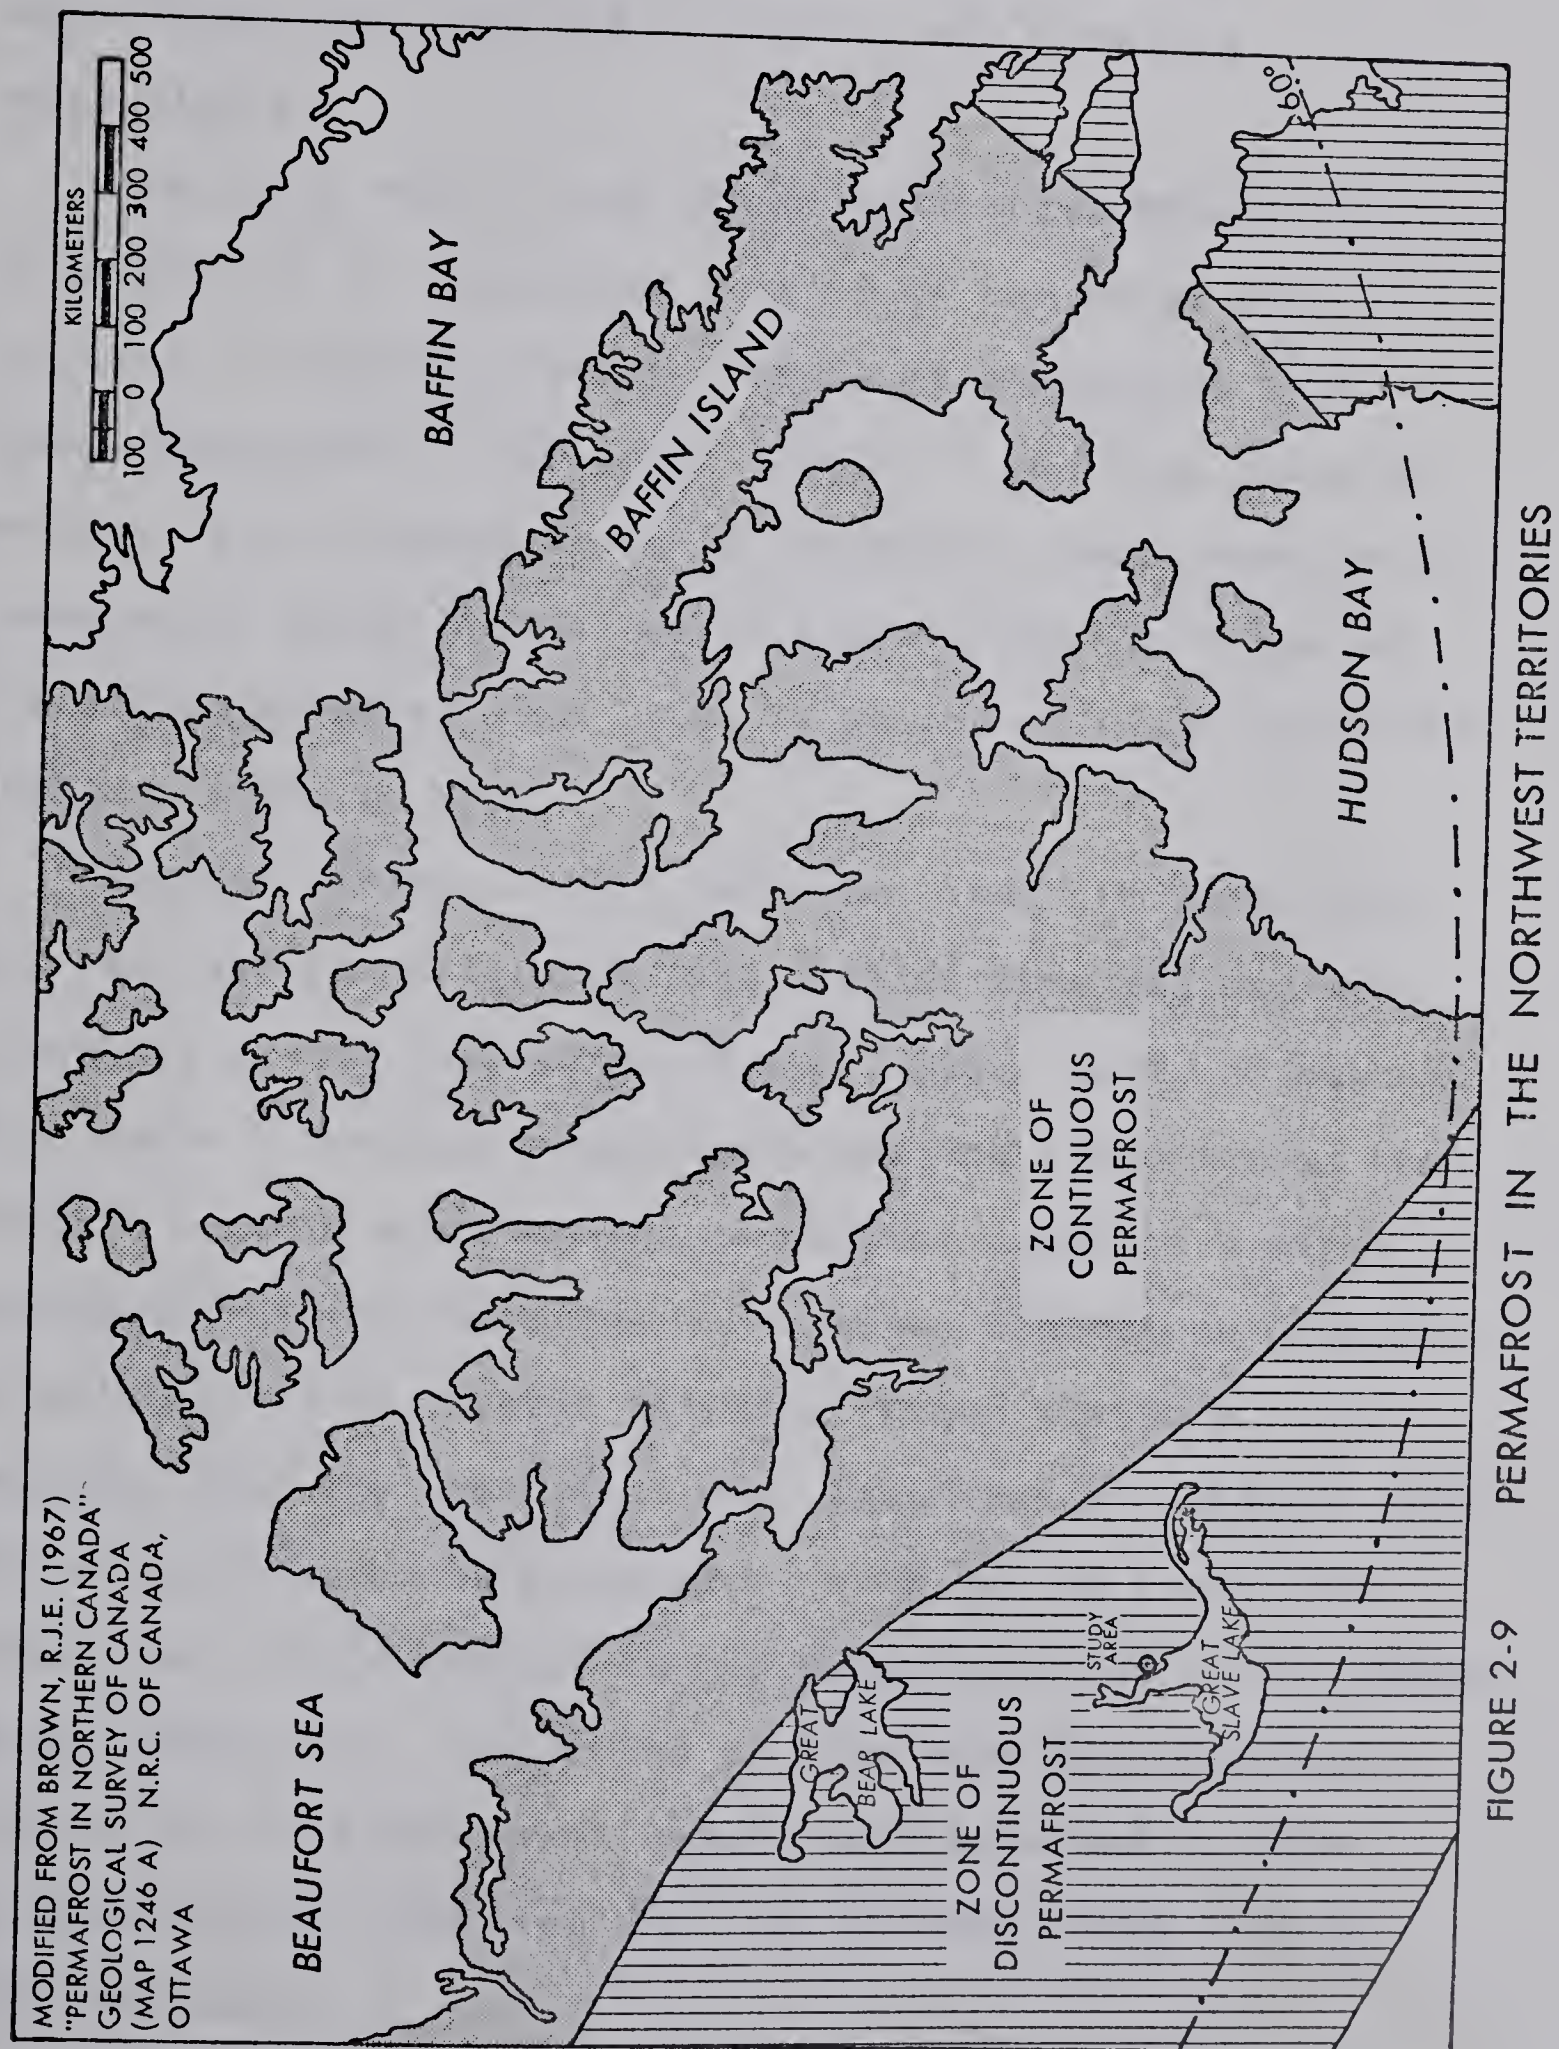 MODIFIED FROM BROWN, R.J.E. (1967)
"PERMAFROST IN NORTHERN CANADA"
GEOLOGICAL SURVEY OF CANADA
(MAP 1246 A) N.R.C. OF CANADA,
OTTAWA
KILOMETERS
100 0 100 200 300 400 500
BEAUFORT SEA
BAFFIN BAY
BAFFIN ISLAND
GREAT
BEAR LAKE
ZONE OF
CONTINUOUS
PERMAFROST
ZONE OF
DISCONTINUOUS
PERMAFROST
STUDY
AREA
GREAT
SLAVE LAKE
HUDSON BAY
60°
FIGURE 2-9 PERMAFROST IN THE NORTHWEST TERRITORIES